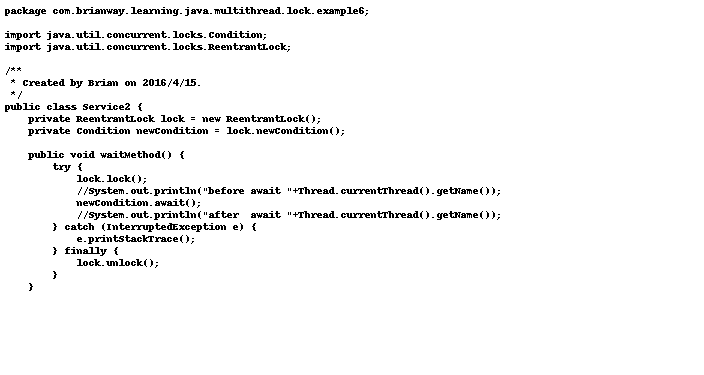 package com.brianway.learning.java.multithread.lock.example6;

import java.util.concurrent.locks.Condition;
import java.util.concurrent.locks.ReentrantLock;

/**
 * Created by Brian on 2016/4/15.
 */
public class Service2 {
    private ReentrantLock lock = new ReentrantLock();
    private Condition newCondition = lock.newCondition();

    public void waitMethod() {
        try {
            lock.lock();
            //System.out.println("before await "+Thread.currentThread().getName());
            newCondition.await();
            //System.out.println("after  await "+Thread.currentThread().getName());
        } catch (InterruptedException e) {
            e.printStackTrace();
        } finally {
            lock.unlock();
        }
    }